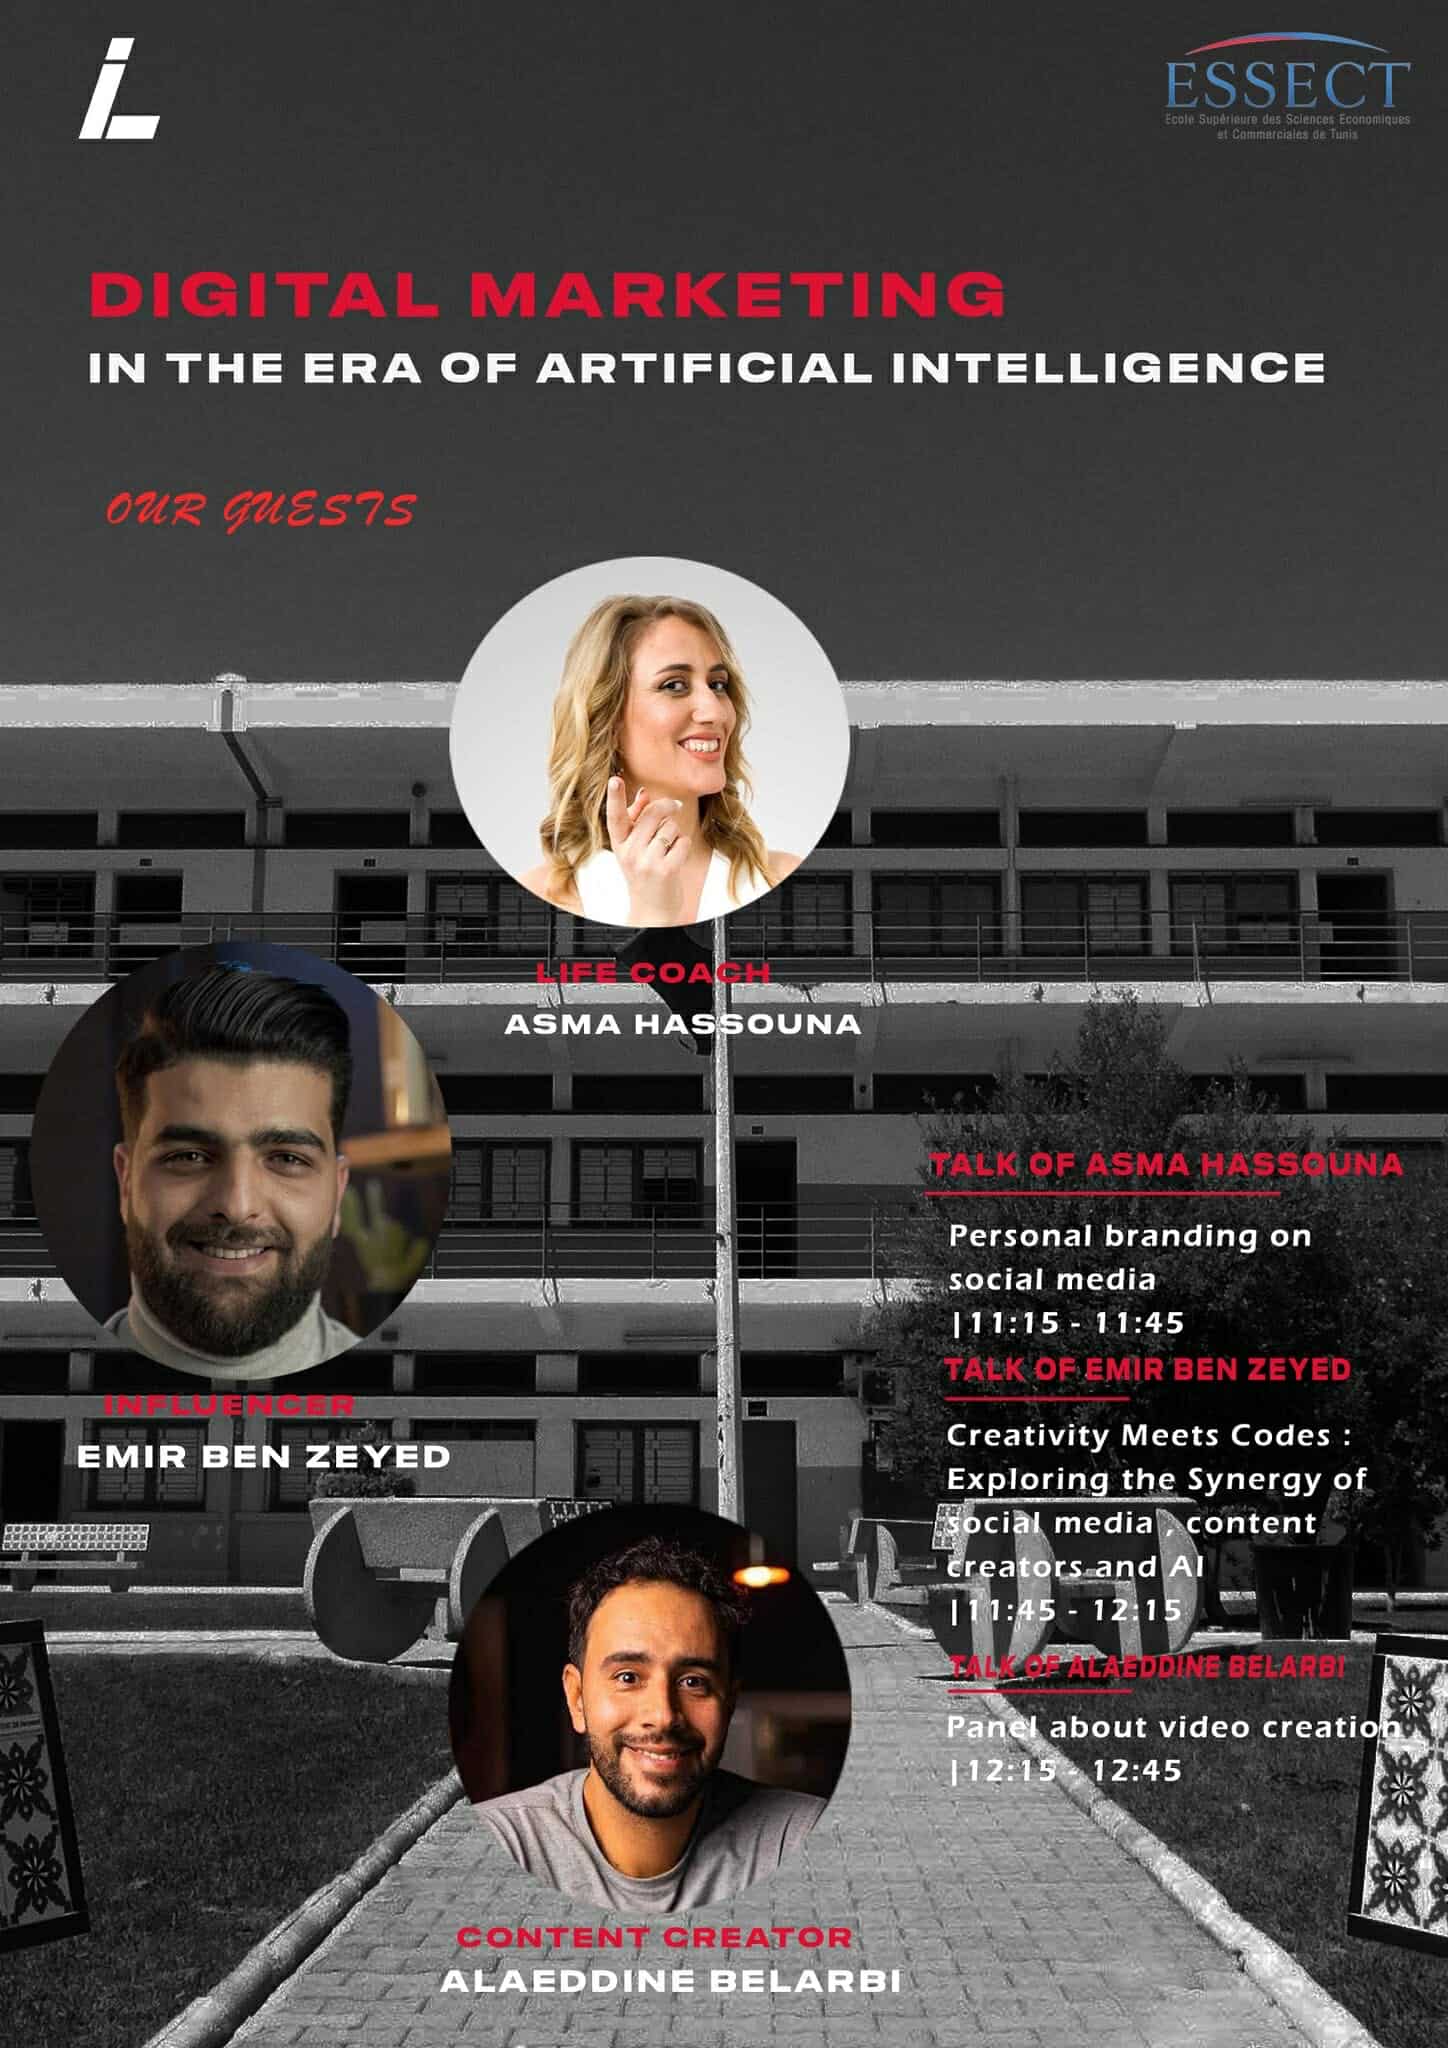 iL
ESSECT
Ecole Supérieure des Sciences Economiques
et Commerciales de Tunis
DIGITAL MARKETING
IN THE ERA OF ARTIFICIAL INTELLIGENCE
OUR GUESTS
LIFE COACH
ASMA HASSOUNA
INFLUENCER
EMIR BEN ZEYED
CONTENT CREATOR
ALAEDDINE BELARBI
TALK OF ASMA HASSOUNA
Personal branding on
social media
|11:15 - 11:45
TALK OF EMIR BEN ZEYED
Creativity Meets Codes :
Exploring the Synergy of
social media , content
creators and AI
|11:45 - 12:15
TALK OF ALAEDDINE BELARBI
Panel about video creation
|12:15 - 12:45